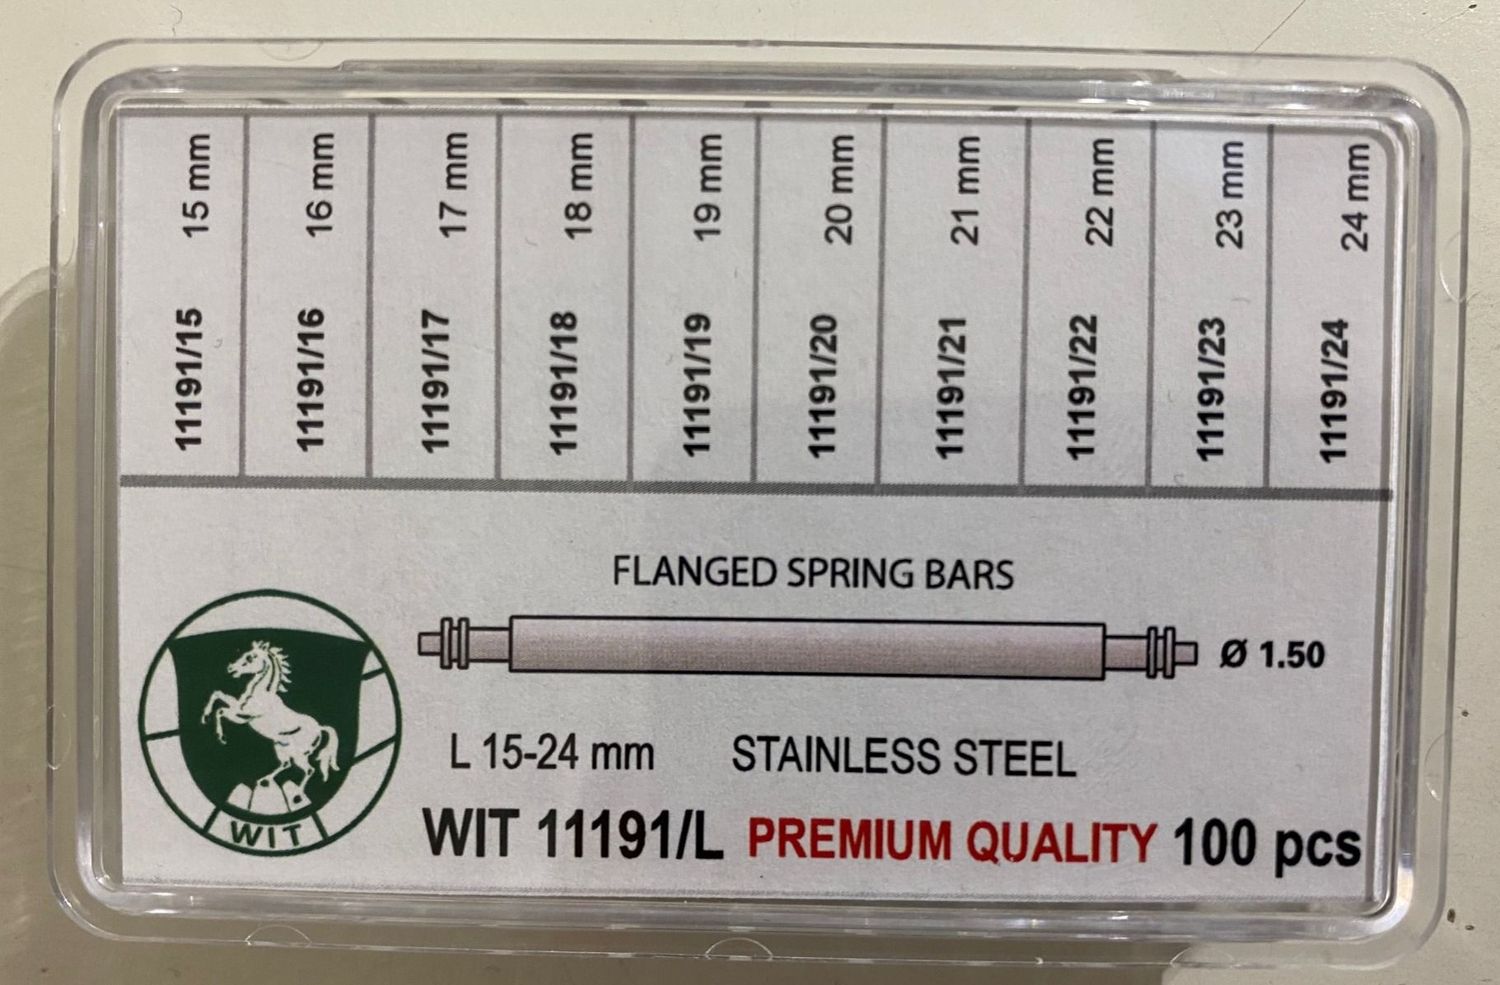 15 mm
11191/15
16 mm
11191/16
17 mm
11191/17
18 mm
11191/18
19 mm
11191/19
20 mm
11191/20
21 mm
11191/21
22 mm
11191/22
23 mm
11191/23
24 mm
11191/24
FLANGED SPRING BARS
Ø 1.50
L 15-24 mm STAINLESS STEEL
WIT
WIT 11191/L PREMIUM QUALITY 100 pcs